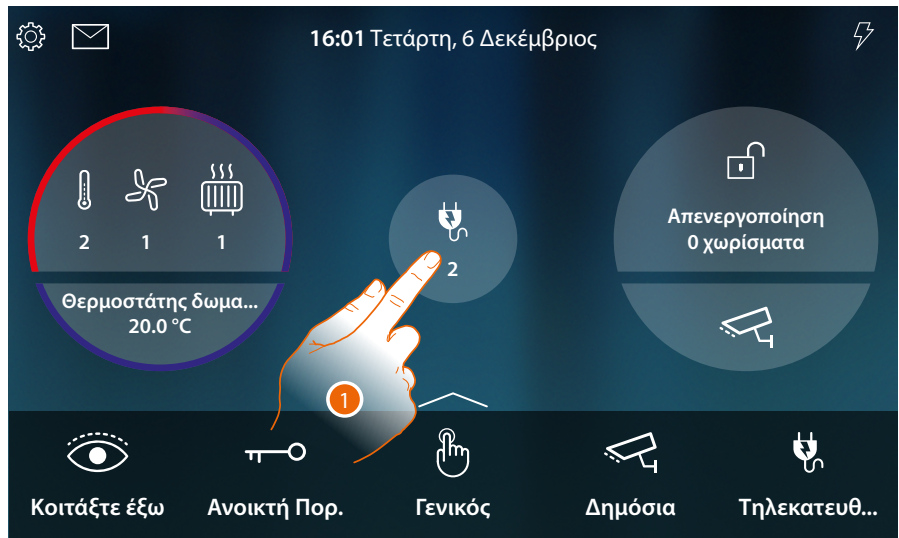 16:01 Τετάρτη, 6 Δεκέμβριος
2 1 1
Θερμοστάτης δωμα...
20.0 °C
2
Απενεργοποίηση
0 χωρίσματα
1
Κοιτάξτε έξω
Ανοικτή Πορ.
Γενικός
Δημόσια
Τηλεκατευθ...